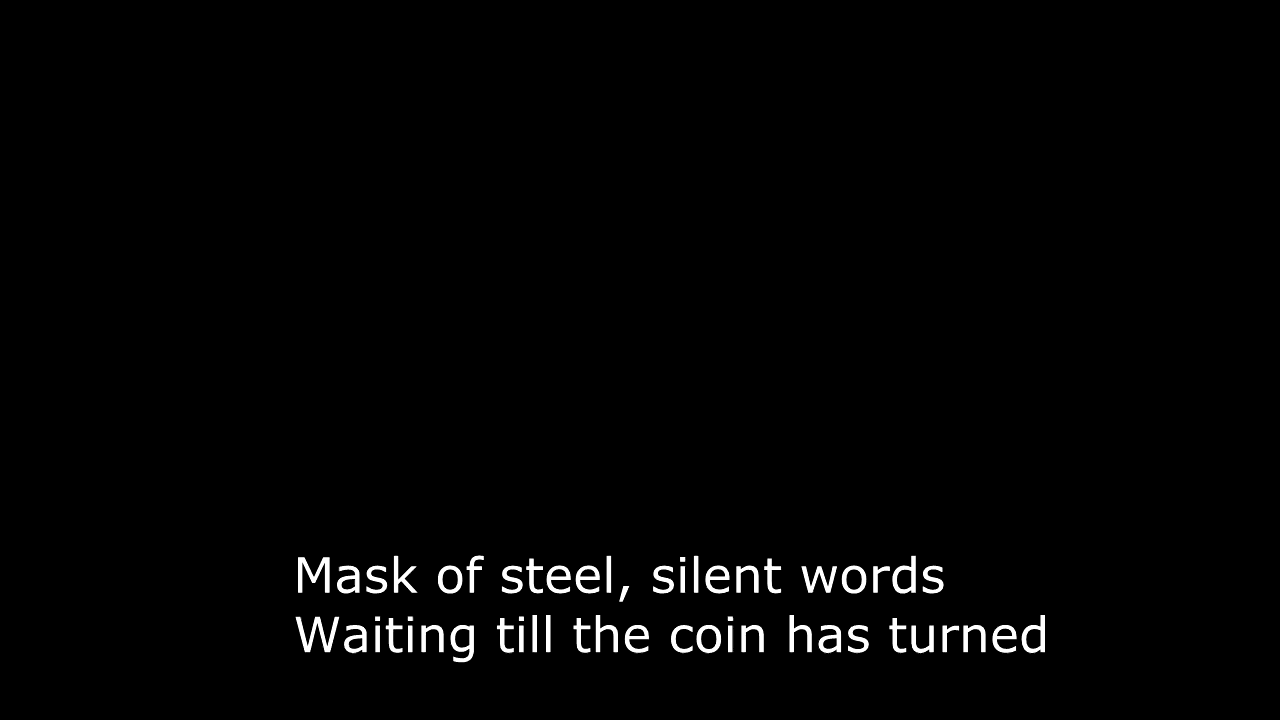 Mask of steel, silent words
Waiting till the coin has turned